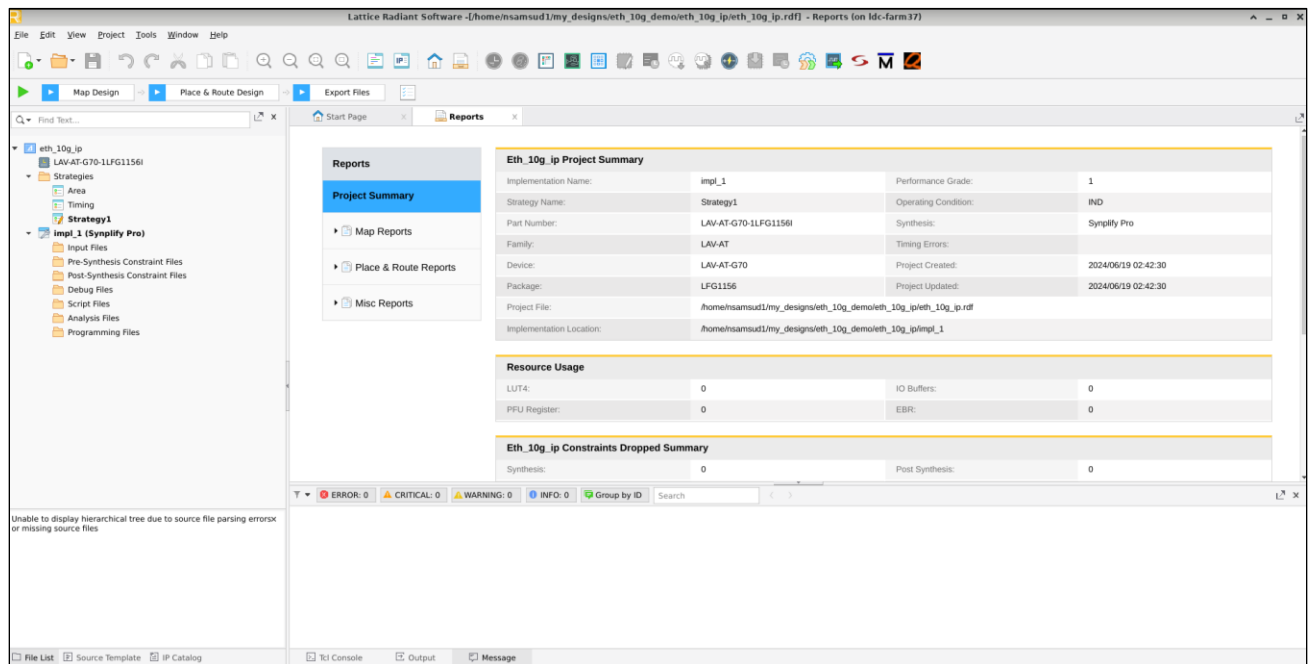 Lattice Radiant Software -[/home/nsamsud1/my_designs/eth_10g_demo/eth_10g_ip/eth_10g_ip.rdf] - Reports (on ldc-farm37)
File Edit View Project Tools Window Help
Map Design Place & Route Design Export Files
Find Text...
eth_10g_ip
LAV-AT-G70-1LFG1156I
Strategies
Area
Timing
Strategy1
impl_1 (Synplify Pro)
Input Files
Pre-Synthesis Constraint Files
Post-Synthesis Constraint Files
Debug Files
Script Files
Analysis Files
Programming Files
Unable to display hierarchical tree due to source file parsing errors
or missing source files
File List Source Template IP Catalog
Start Page Reports
Reports
Project Summary
Map Reports
Place & Route Reports
Misc Reports
Eth_10g_ip Project Summary
Implementation Name: impl_1 Performance Grade: 1
Strategy Name: Strategy1 Operating Condition: IND
Part Number: LAV-AT-G70-1LFG1156I Synthesis: Synplify Pro
Family: LAV-AT Timing Errors:
Device: LAV-AT-G70 Project Created: 2024/06/19 02:42:30
Package: LFG1156 Project Updated: 2024/06/19 02:42:30
Project File: /home/nsamsud1/my_designs/eth_10g_demo/eth_10g_ip/eth_10g_ip.rdf
Implementation Location: /home/nsamsud1/my_designs/eth_10g_demo/eth_10g_ip/impl_1
Resource Usage
LUT4: 0 IO Buffers: 0
PFU Register: 0 EBR: 0
Eth_10g_ip Constraints Dropped Summary
Synthesis: 0 Post Synthesis: 0
ERROR: 0 CRITICAL: 0 WARNING: 0 INFO: 0 Group by ID Search
Tcl Console Output Message